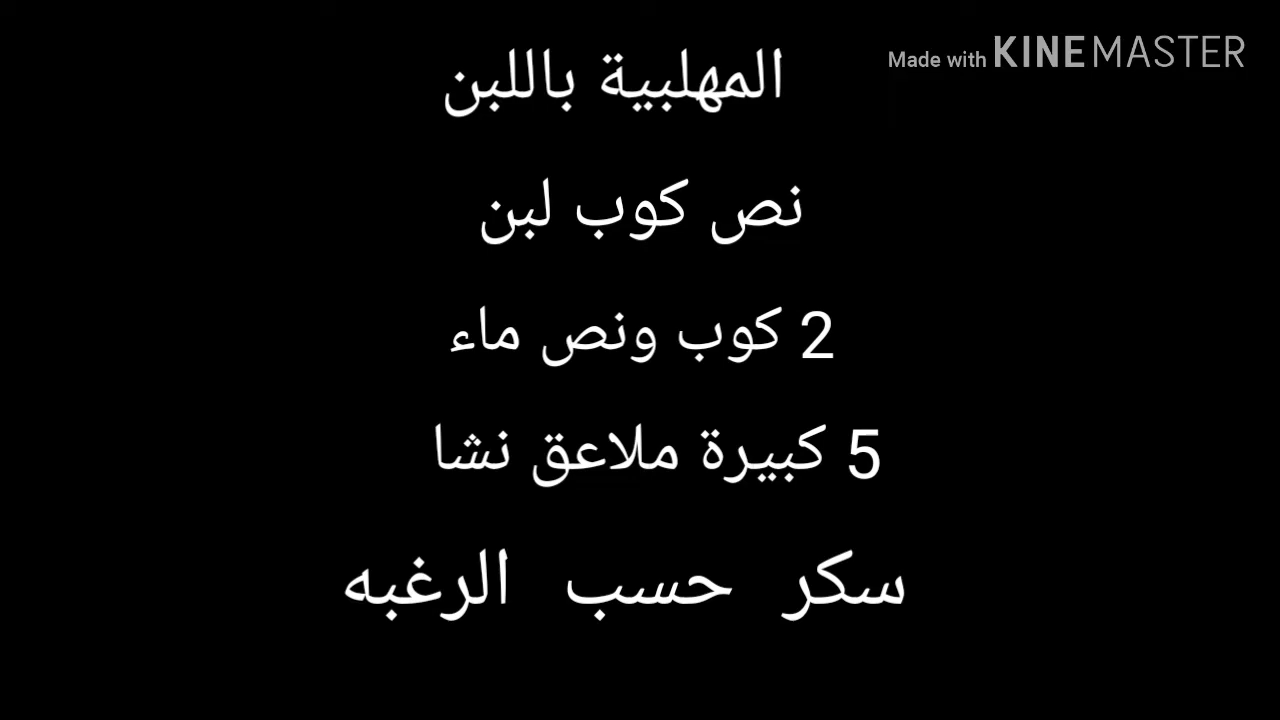 Made with KINEMASTER
المهلبية باللبن
نص كوب لبن
2 كوب ونص ماء
5 كبيرة ملاعق نشا
سكر حسب الرغبه